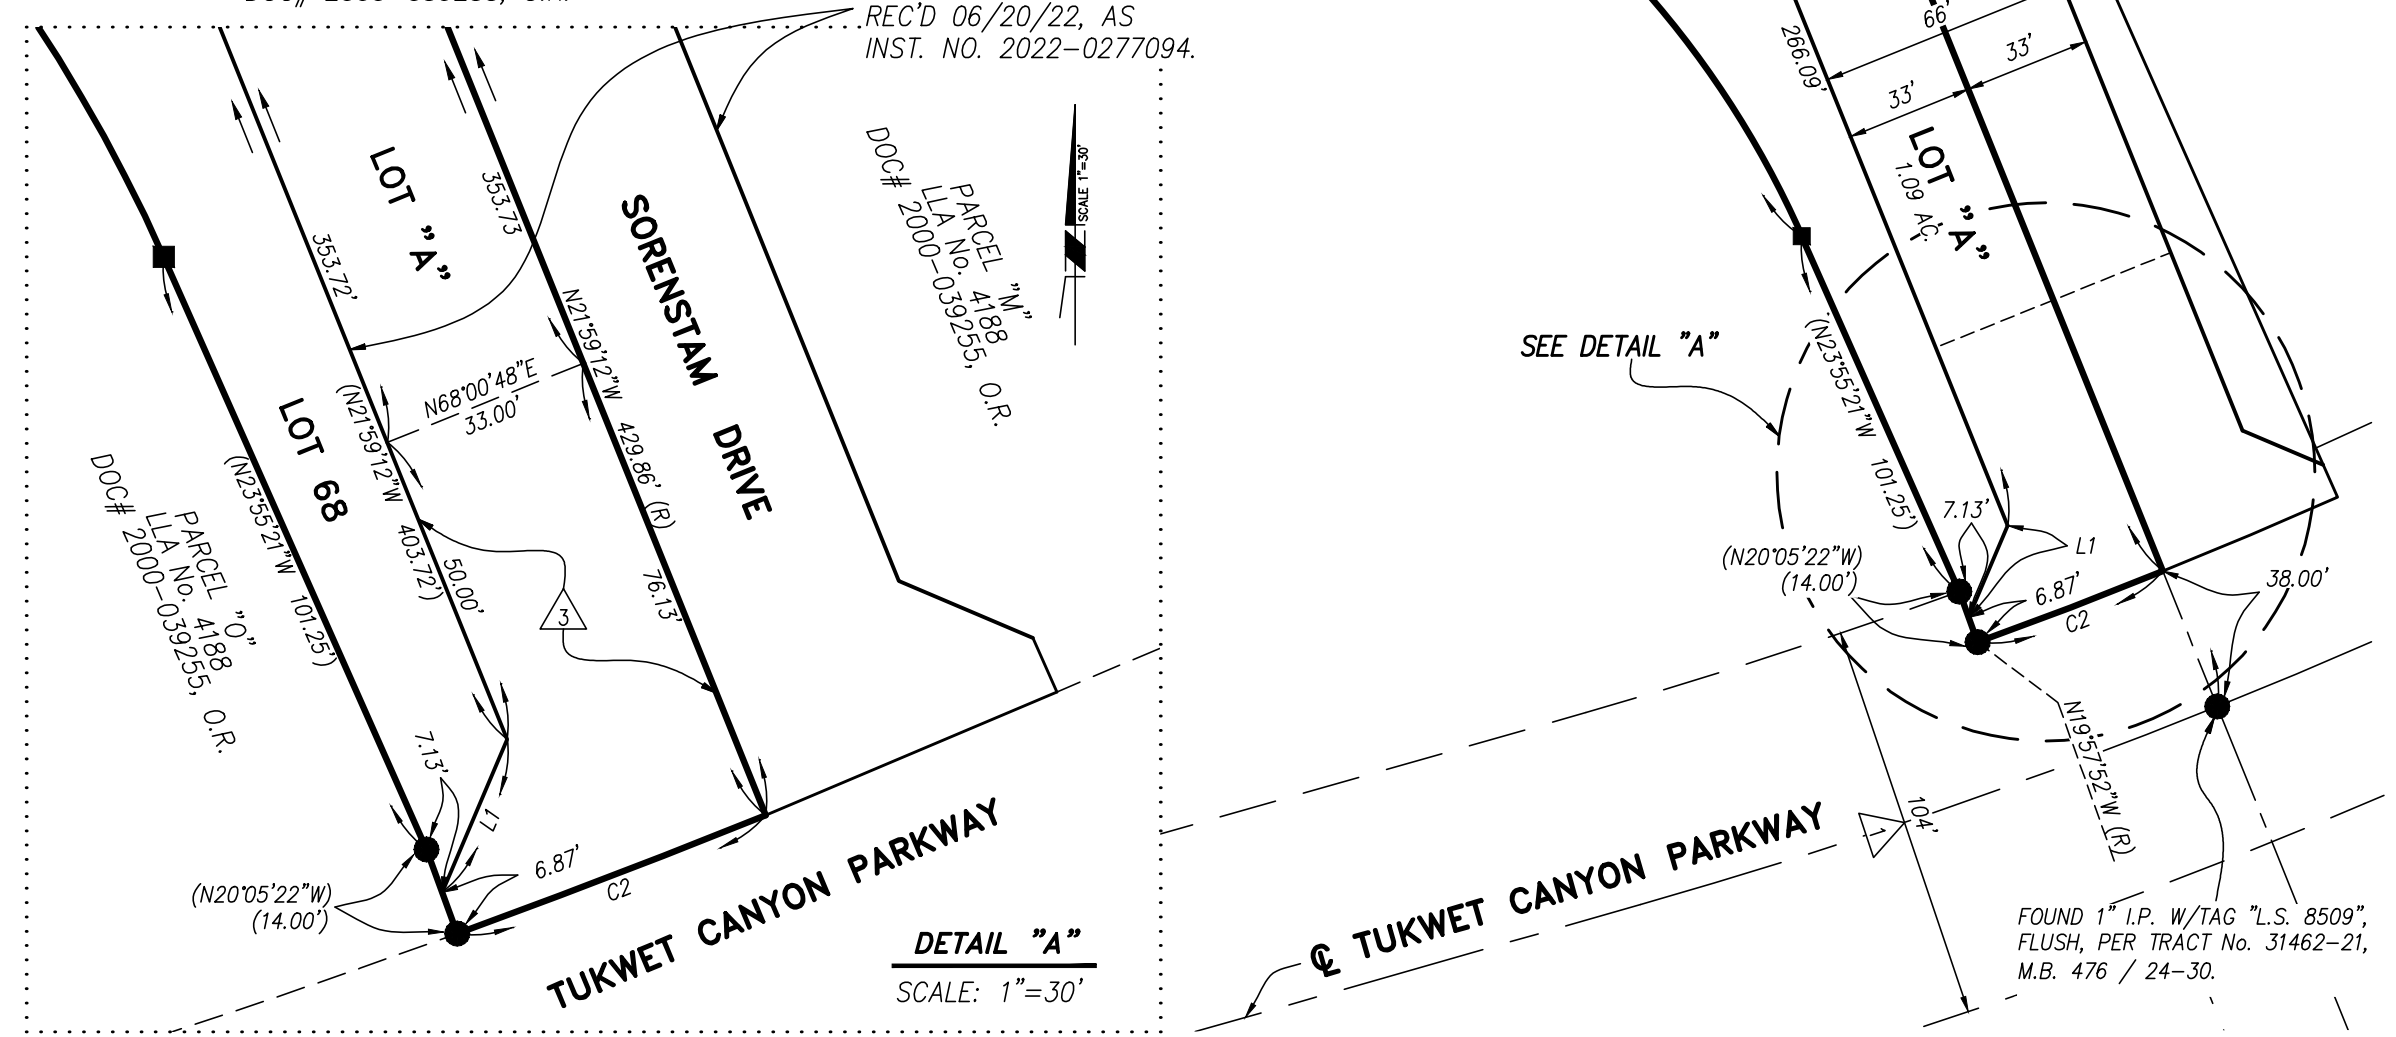 REC'D 06/20/22, AS
INST. NO. 2022-0277094.
LOT "A"
353.73
353.72'
SORENSTAM DRIVE
PARCEL "M"
LLA No. 4188
DOC# 2000-039255, O.R.
SCALE 1"=30'
N21°59'12"W 429.86' (R)
N68°00'48"E
33.00'
(N21°59'12"W 403.72')
LOT 68
(N23°55'21"W 101.25')
PARCEL "O"
LLA No. 4188
DOC# 2000-039255, O.R.
50.00'
76.13'
3
7.13'
L1
6.87'
C2
(N20°05'22"W)
(14.00')
TUKWET CANYON PARKWAY
DETAIL "A"
SCALE: 1"=30'
66'
33'
33'
266.09'
LOT "A"
1.09 AC.
SEE DETAIL "A"
(N23°55'21"W 101.25')
7.13'
L1
(N20°05'22"W)
(14.00')
6.87'
C2
38.00'
N19°57'52"W (R)
104'
1
℄ TUKWET CANYON PARKWAY
FOUND 1" I.P. W/TAG "L.S. 8509",
FLUSH, PER TRACT No. 31462-21,
M.B. 476 / 24-30.